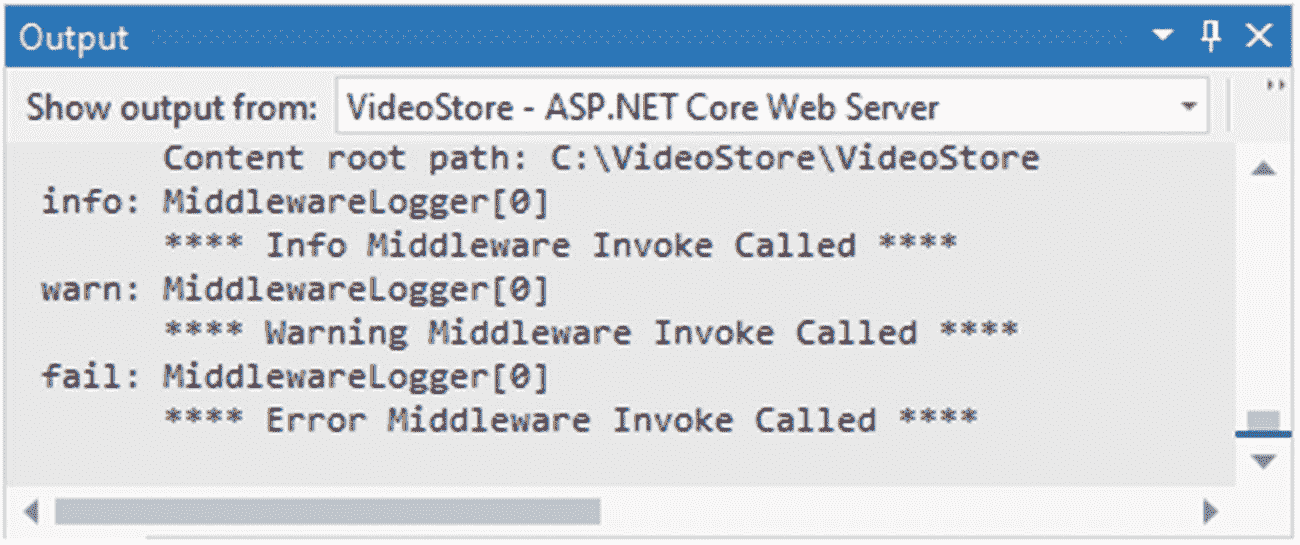 Output
Show output from: VideoStore - ASP.NET Core Web Server
Content root path: C:\VideoStore\VideoStore
info: MiddlewareLogger[0]
**** Info Middleware Invoke Called ****
warn: MiddlewareLogger[0]
**** Warning Middleware Invoke Called ****
fail: MiddlewareLogger[0]
**** Error Middleware Invoke Called ****